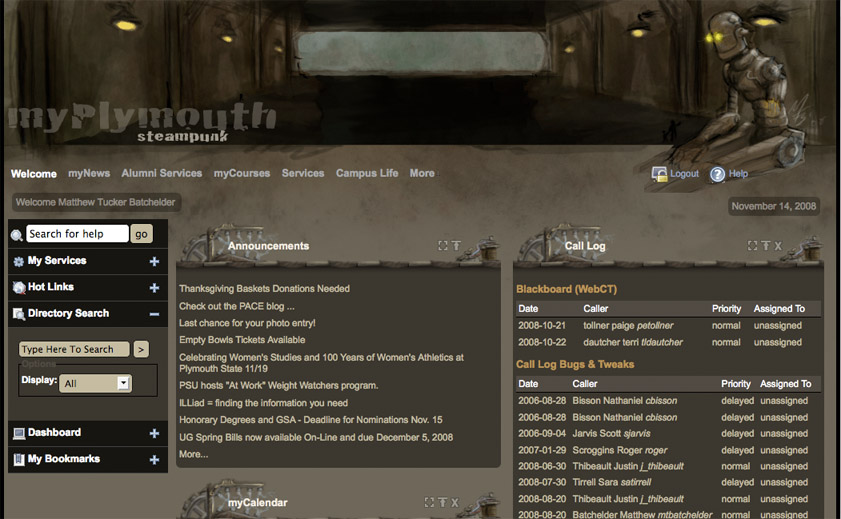 myPlymouth
steampunk
Welcome myNews Alumni Services myCourses Services Campus Life More
Logout Help
Welcome Matthew Tucker Batchelder
November 14, 2008
Search for help go
My Services
Hot Links
Directory Search
Type Here To Search >
Options
Display: All
Dashboard
My Bookmarks
Announcements
Thanksgiving Baskets Donations Needed
Check out the PACE blog ...
Last chance for your photo entry!
Empty Bowls Tickets Available
Celebrating Women's Studies and 100 Years of Women's Athletics at
Plymouth State 11/19
PSU hosts "At Work" Weight Watchers program.
ILLiad = finding the information you need
Honorary Degrees and GSA - Deadline for Nominations Nov. 15
UG Spring Bills now available On-Line and due December 5, 2008
More...
myCalendar
Call Log
Blackboard (WebCT)
Date Caller Priority Assigned To
2008-10-21 tollner paige petollner normal unassigned
2008-10-22 dautcher terri tldautcher normal unassigned
Call Log Bugs & Tweaks
Date Caller Priority Assigned To
2006-08-28 Bisson Nathaniel cbisson delayed unassigned
2006-08-28 Bisson Nathaniel cbisson delayed unassigned
2006-09-04 Jarvis Scott sjarvis delayed unassigned
2007-01-29 Scroggins Roger roger delayed unassigned
2008-06-30 Thibeault Justin j_thibeault normal unassigned
2008-07-30 Tirrell Sara satirrell delayed unassigned
2008-08-20 Thibault Justin j_thibeault normal unassigned
2008-08-20 Batchelder Matthew mtbatchelder normal unassigned